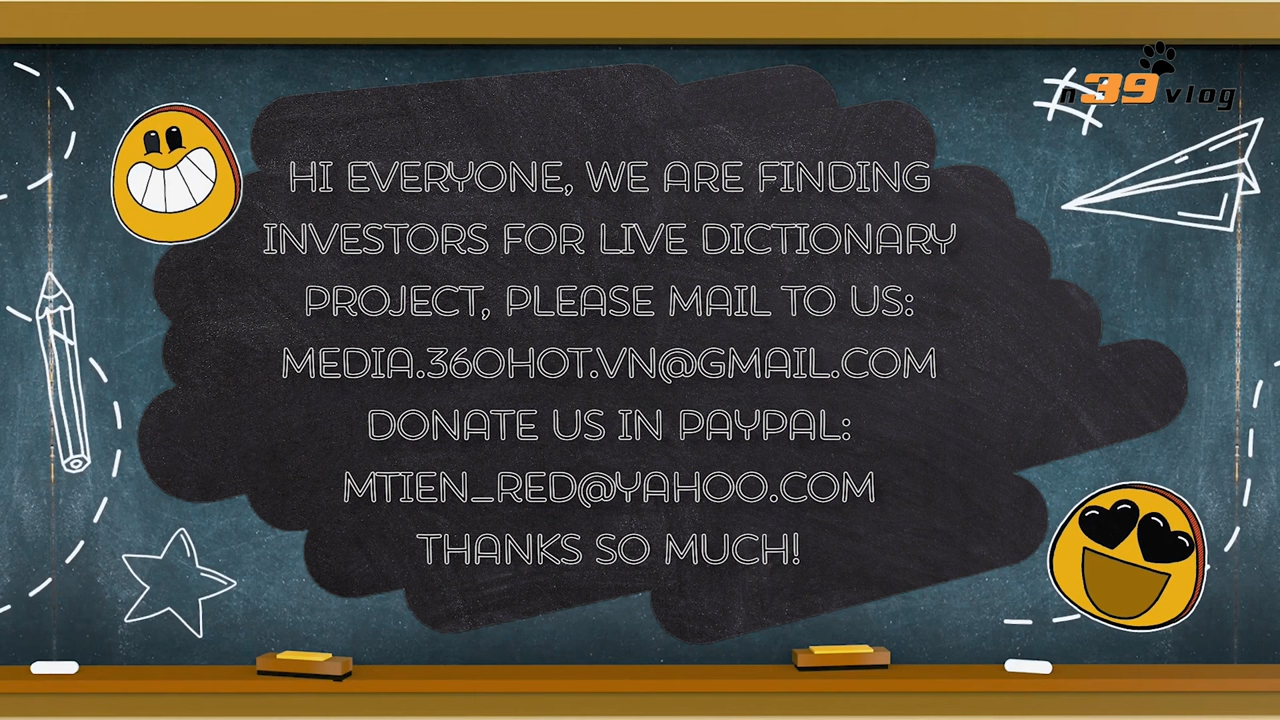 n39vlog
HI EVERYONE, WE ARE FINDING
INVESTORS FOR LIVE DICTIONARY
PROJECT, PLEASE MAIL TO US:
MEDIA.360HOT.VN@GMAIL.COM
DONATE US IN PAYPAL:
MTIEN_RED@YAHOO.COM
THANKS SO MUCH!